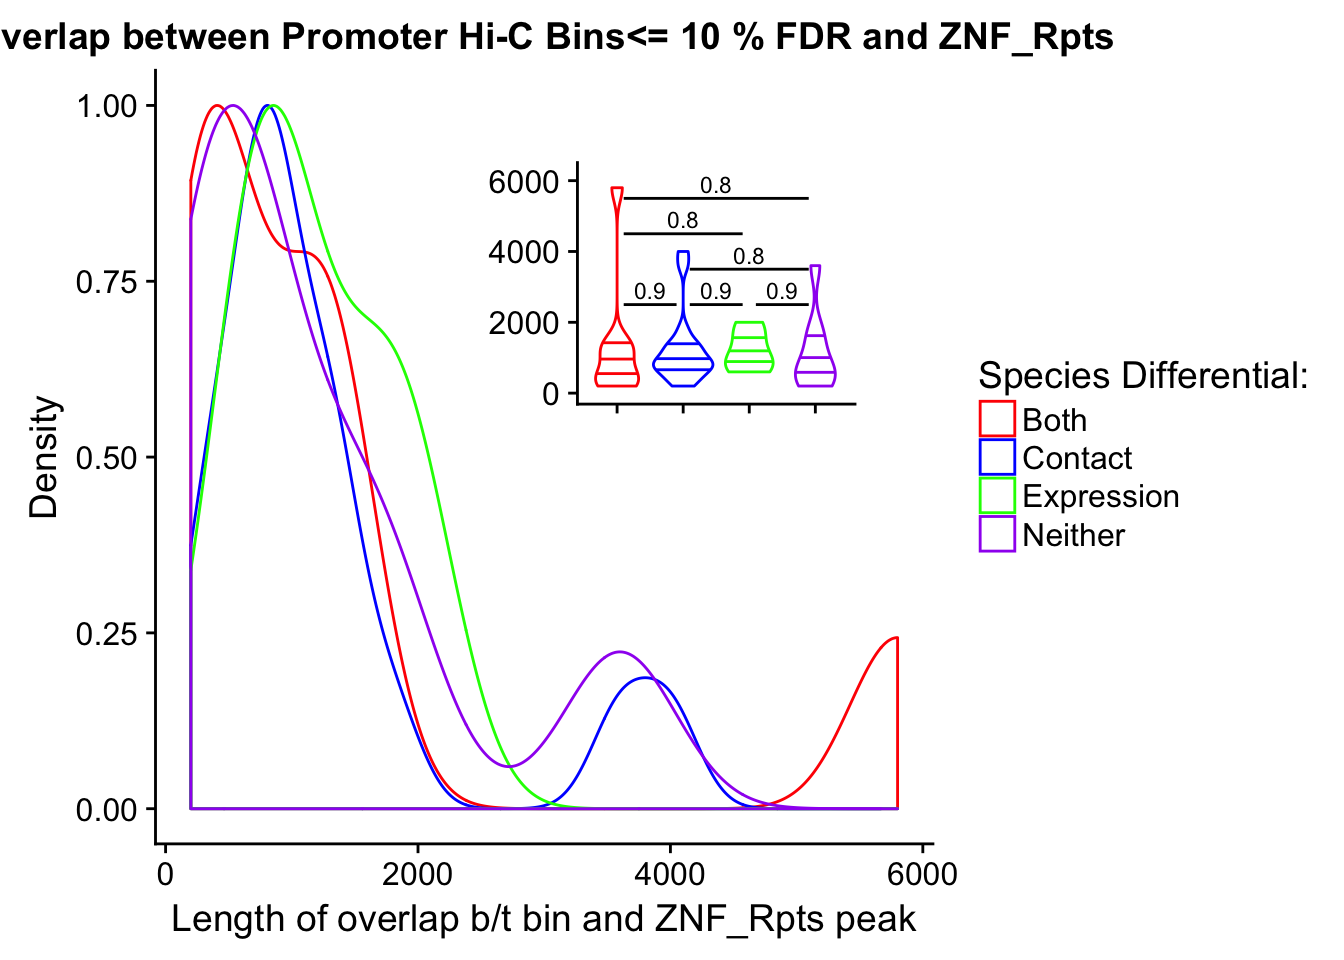 verlap between Promoter Hi-C Bins<= 10 % FDR and ZNF_Rpts
1.00
0.75
0.50
0.25
0.00
Density
0
2000
4000
6000
Length of overlap b/t bin and ZNF_Rpts peak
6000
4000
2000
0
0.8
0.8
0.8
0.9
0.9
0.9
Species Differential:
Both
Contact
Expression
Neither